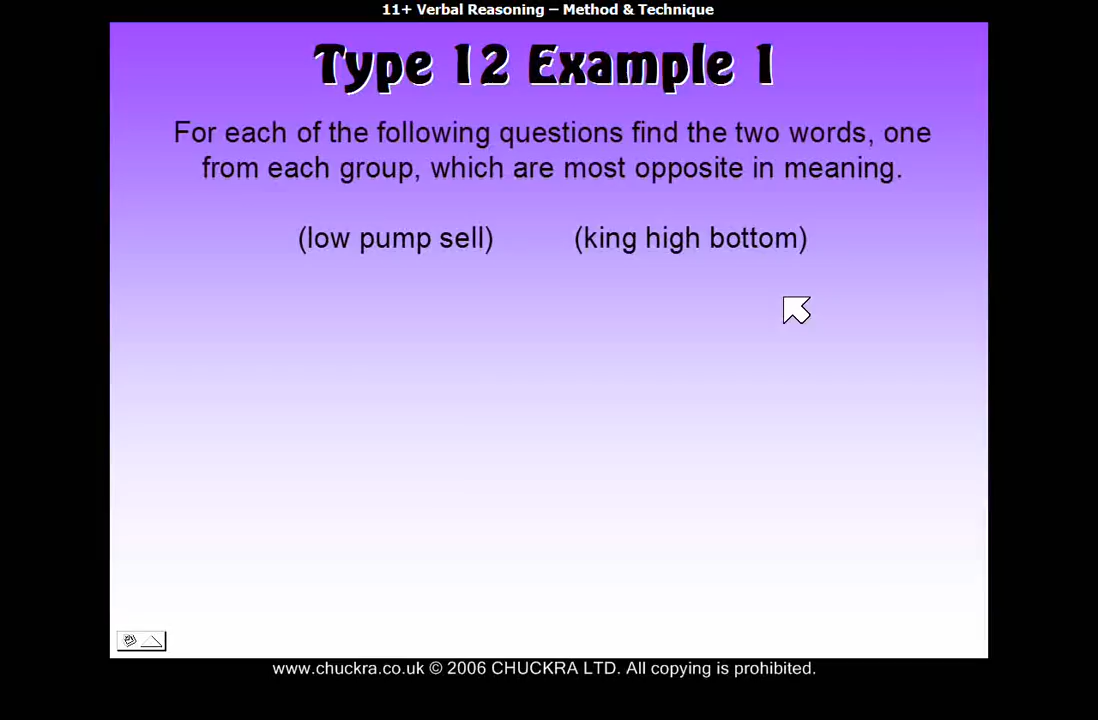 11+ Verbal Reasoning – Method & Technique
Type 12 Example 1
For each of the following questions find the two words, one
from each group, which are most opposite in meaning.
(low pump sell) (king high bottom)
www.chuckra.co.uk © 2006 CHUCKRA LTD. All copying is prohibited.